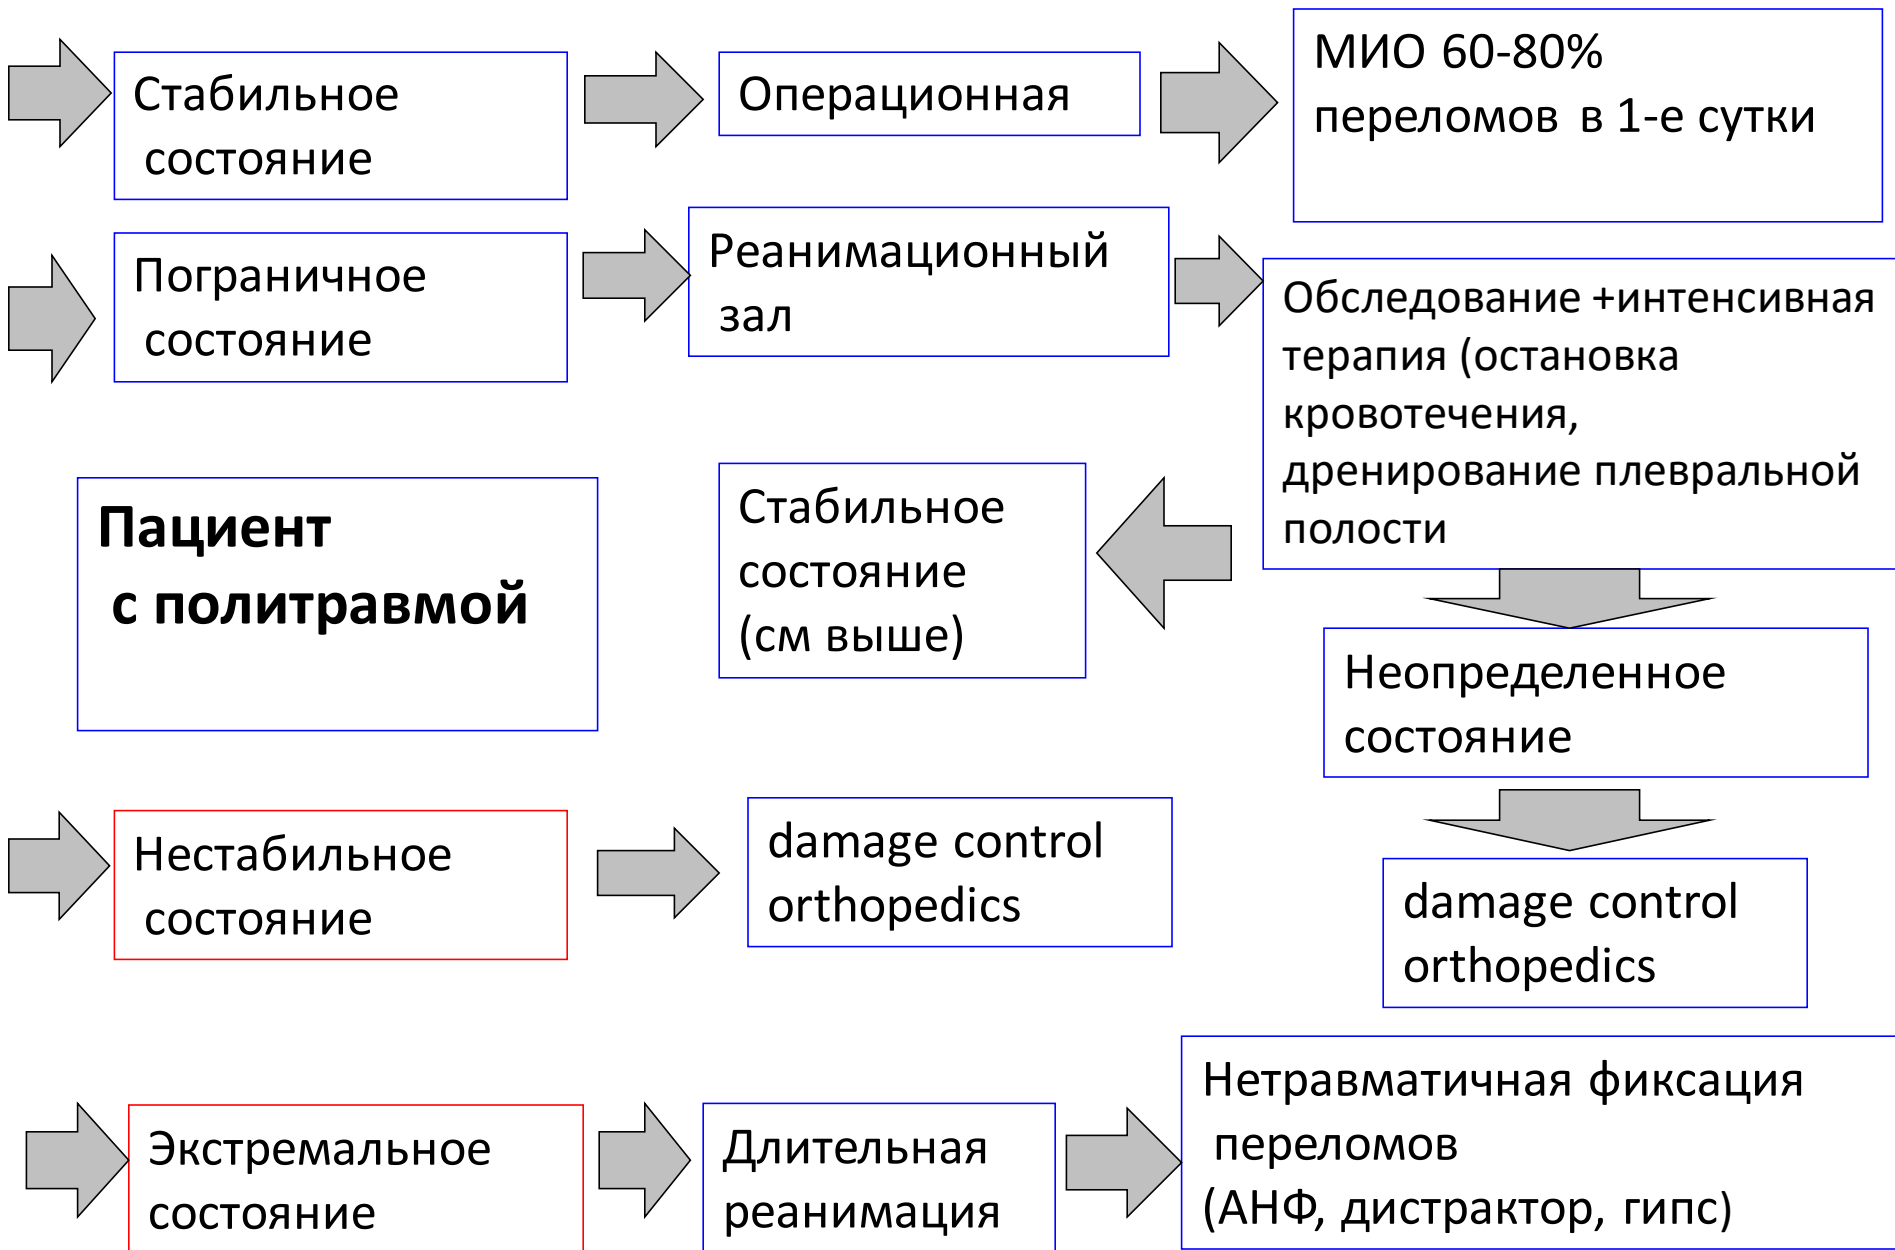 Стабильное
состояние
Операционная
МИО 60-80%
переломов в 1-е сутки
Пограничное
состояние
Реанимационный
зал
Обследование +интенсивная
терапия (остановка
кровотечения,
дренирование плевральной
полости
Пациент
с политравмой
Стабильное
состояние
(см выше)
Неопределенное
состояние
Нестабильное
состояние
damage control
orthopedics
damage control
orthopedics
Экстремальное
состояние
Длительная
реанимация
Нетравматичная фиксация
переломов
(АНФ, дистрактор, гипс)